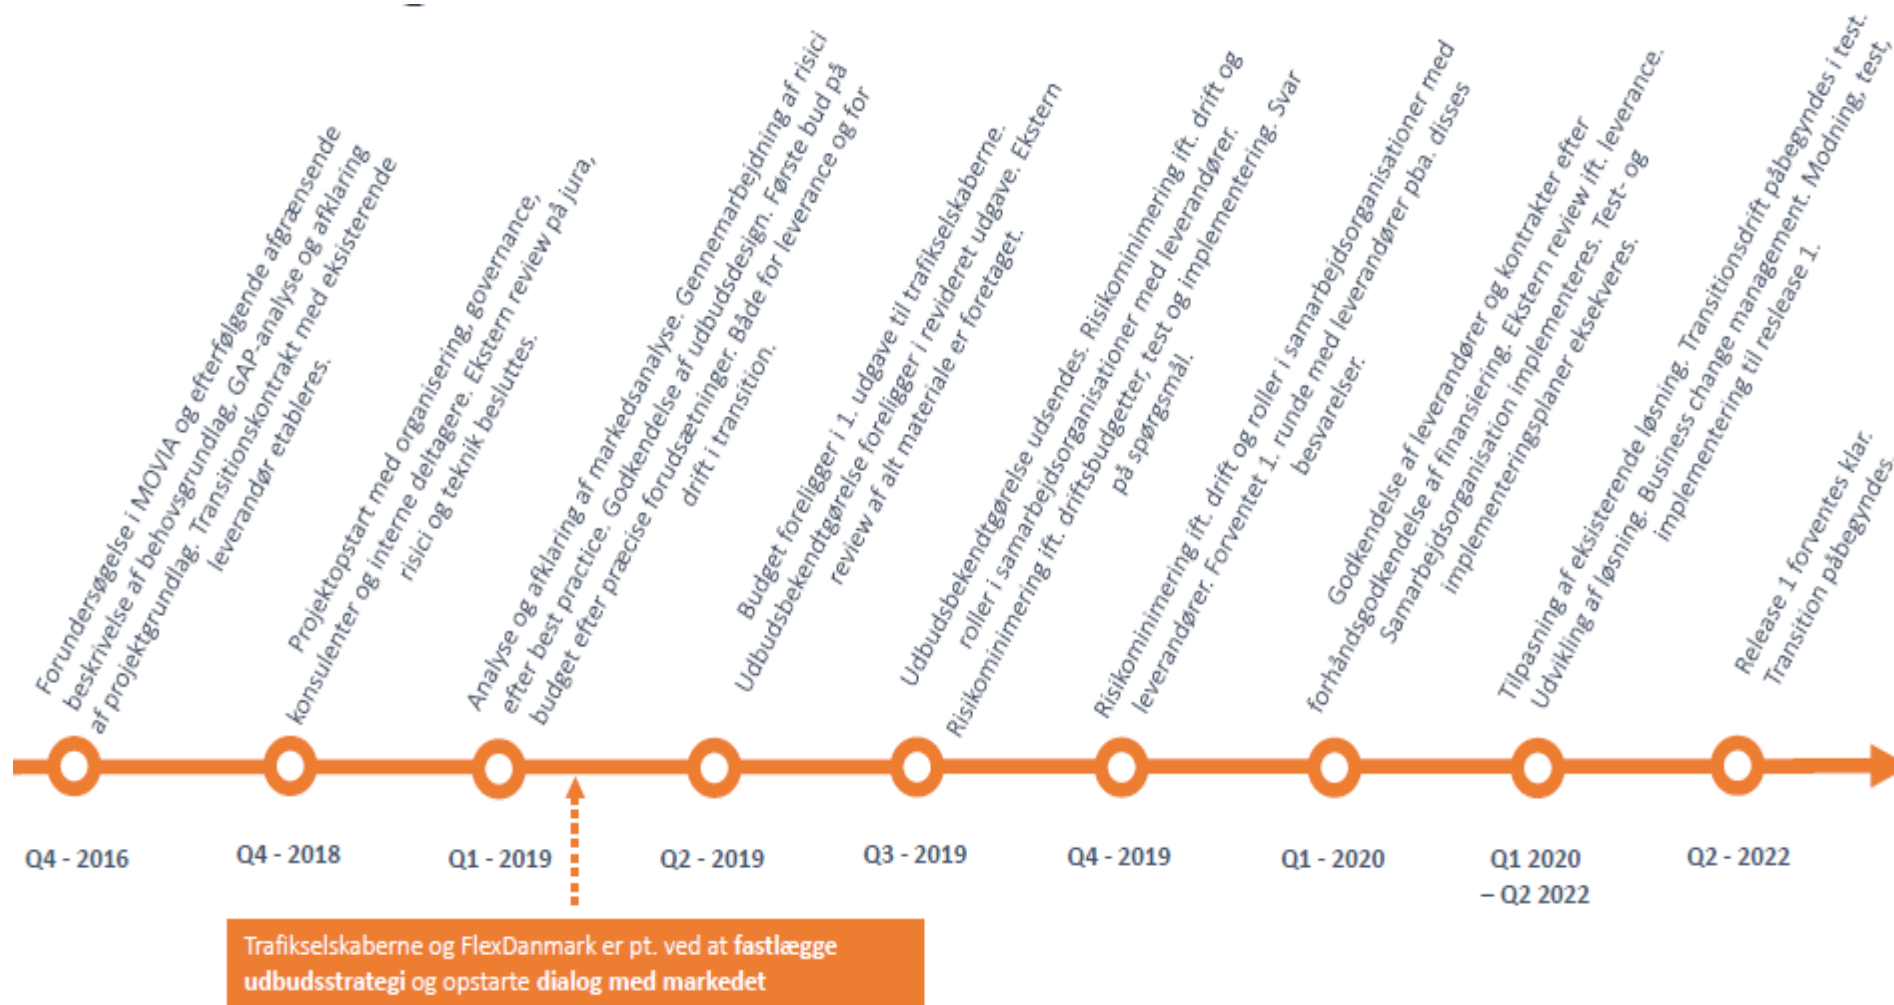 Forundersøgelse i MOVIA og efterfølgende afgrænsende
beskrivelse af behovsgrundlag, GAP-analyse og afklaring
af projektgrundlag. Transitionskontrakt med eksisterende
leverandør etableres.
Projektopstart med organisering, governance,
konsulenter og interne deltagere. Ekstern review på jura,
risici og teknik besluttes.
Analyse og afklaring af markedsanalyse. Gennemarbejdning af risici
efter best practice. Godkendelse af udbudsdesign. Første bud på
budget efter præcise forudsætninger. Både for leverance og for
drift i transition.
Budget foreligger i 1. udgave til trafikselskaberne.
Udbudsbekendtgørelse foreligger i revideret udgave. Ekstern
review af alt materiale er foretaget.
Udbudsbekendtgørelse udsendes. Risikominimering ift. drift og
roller i samarbejdsorganisationer med leverandører.
Risikominimering ift. driftsbudgetter, test og implementering. Svar
på spørgsmål.
Risikominimering ift. drift og roller i samarbejdsorganisationer med
leverandører. Forventet 1. runde med leverandører pba. disses
besvarelser.
Godkendelse af leverandører og kontrakter efter
forhåndsgodkendelse af finansiering. Ekstern review ift. leverance.
Samarbejdsorganisation implementeres. Test- og
implementeringsplaner eksekveres.
Tilpasning af eksisterende løsning. Transitionsdrift påbegyndes i test.
Udvikling af løsning. Business change management. Modning, test,
implementering til reslease 1.
Release 1 forventes klar.
Transition påbegyndes.
Q4 - 2016
Q4 - 2018
Q1 - 2019
Q2 - 2019
Q3 - 2019
Q4 - 2019
Q1 - 2020
Q1 2020
– Q2 2022
Q2 - 2022
Trafikselskaberne og FlexDanmark er pt. ved at fastlægge
udbudsstrategi og opstarte dialog med markedet